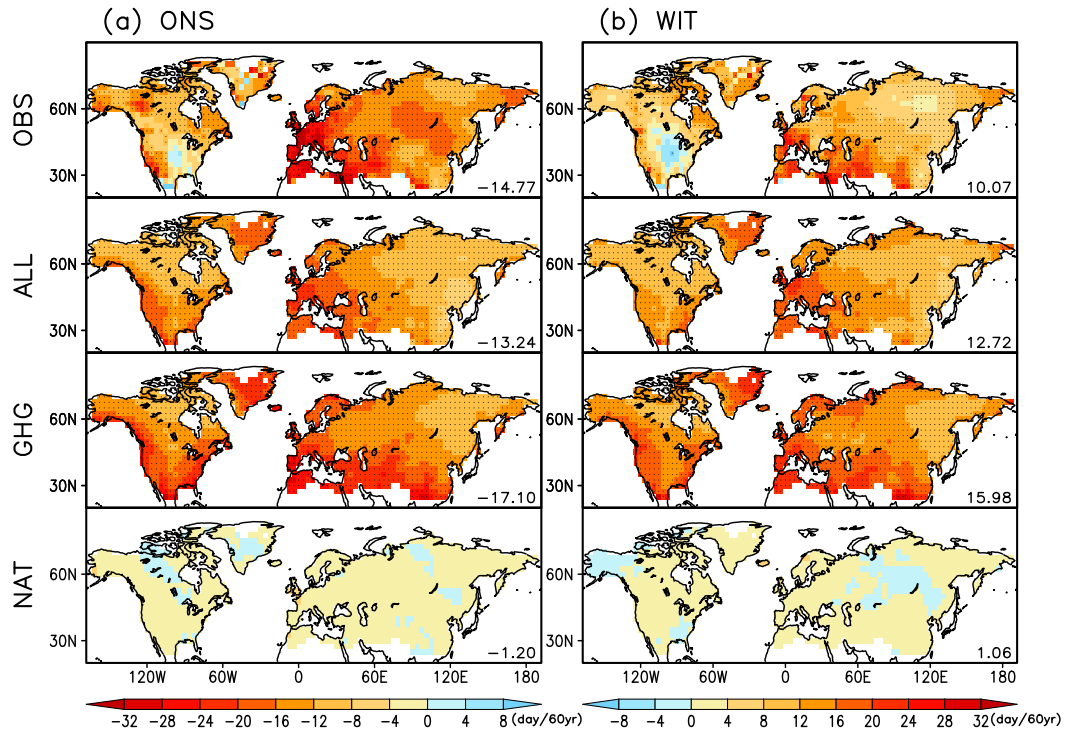 (a) ONS (b) WIT
OBS
60N 60N
30N 30N
−14.77 10.07
ALL
60N 60N
30N 30N
−13.24 12.72
GHG
60N 60N
30N 30N
−17.10 15.98
NAT
60N 60N
30N 30N
−1.20 1.06
120W 60W 0 60E 120E 180 120W 60W 0 60E 120E 180
−32 −28 −24 −20 −16 −12 −8 −4 0 4 8 (day/60yr) −8 −4 0 4 8 12 16 20 24 28 32 (day/60yr)